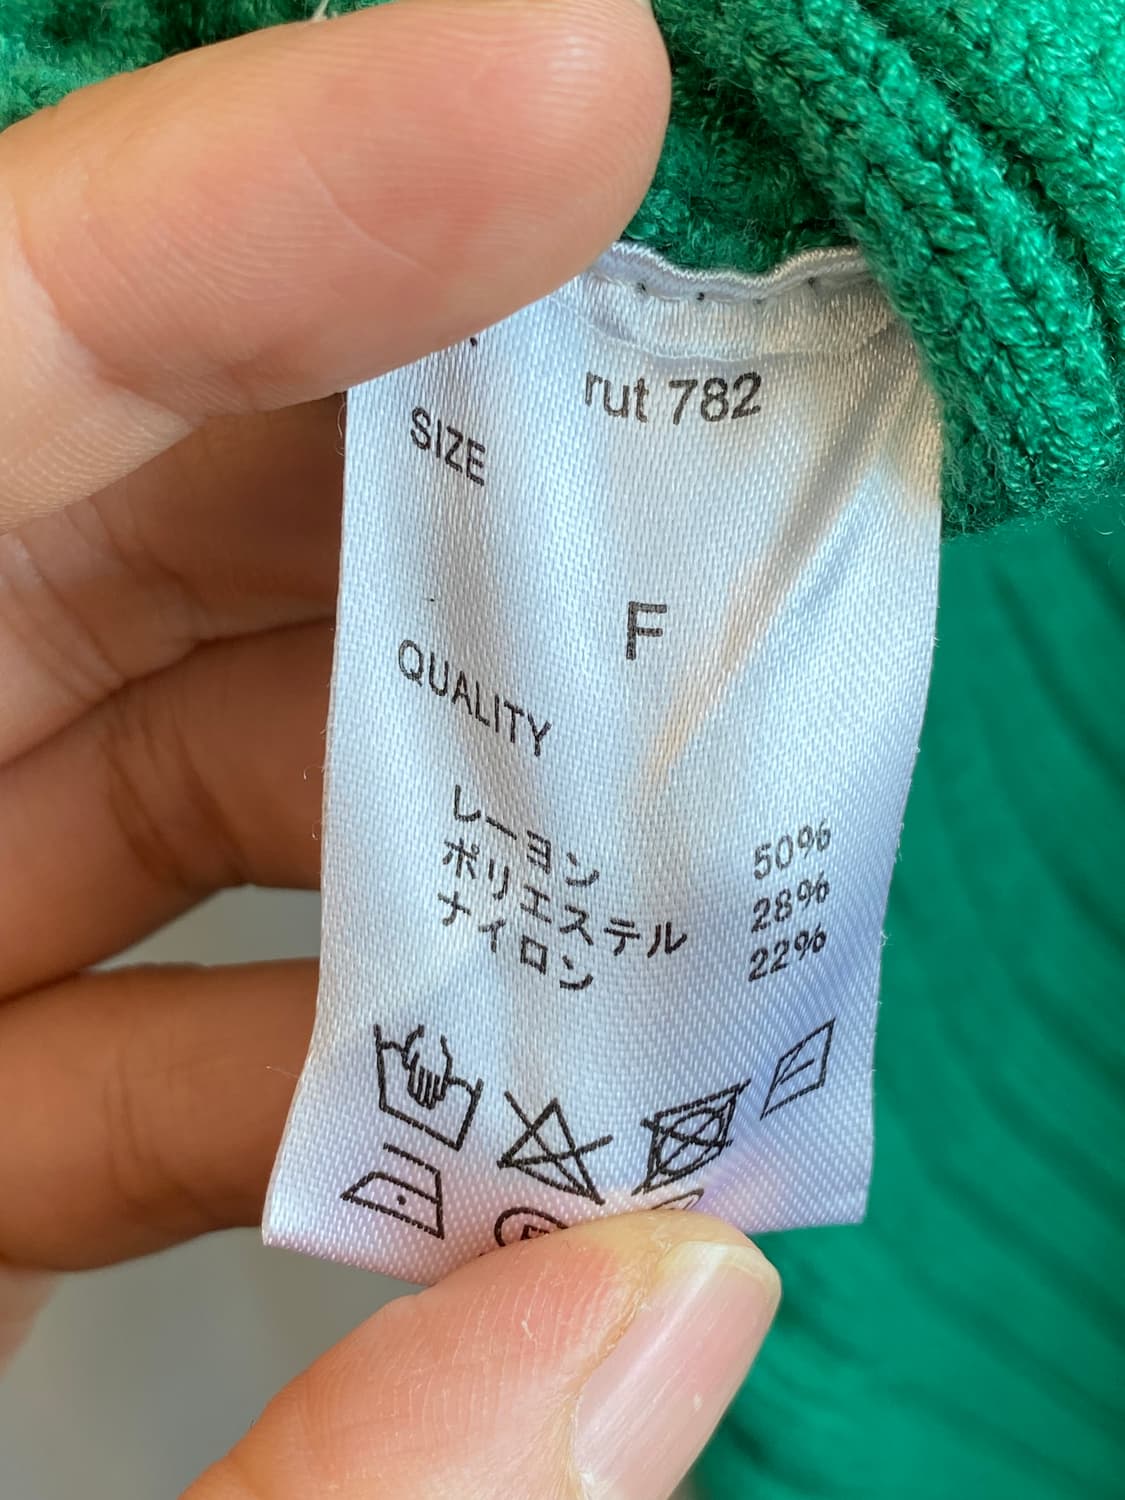 rut 782
SIZE
F
QUALITY
レーヨン 50%
ポリエステル 28%
ナイロン 22%